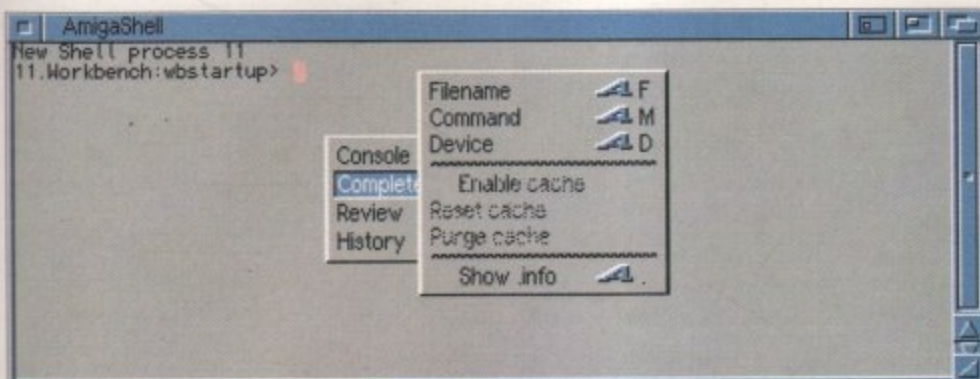 AmigaShell
New Shell process 11
11.Workbench:wbstartup>
Console
Complete
Review
History
Filename A F
Command A M
Device A D
Enable cache
Reset cache
Purge cache
Show .info A .